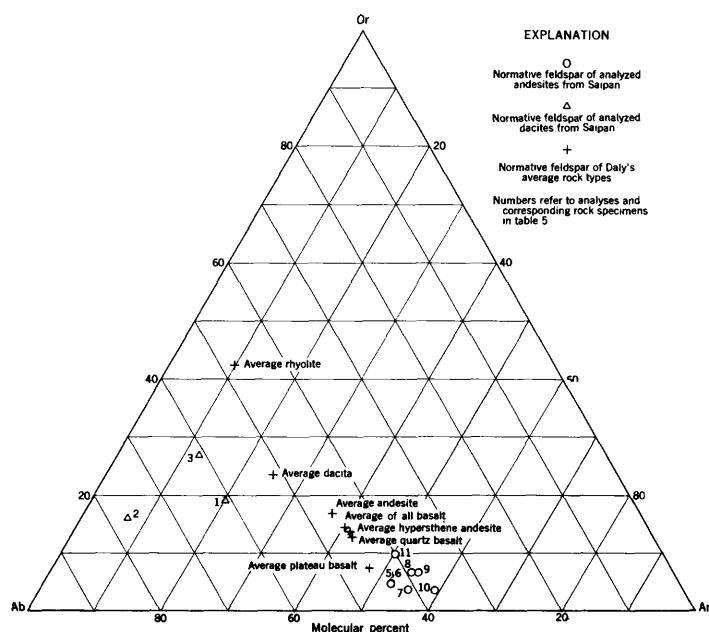 Or
EXPLANATION
Normative feldspar of analyzed
andesites from Saipan
Normative feldspar of analyzed
dacites from Saipan
Normative feldspar of Daly's
average rock types
Numbers refer to analyses and
corresponding rock specimens
in table 5
80
20
60
40
Average rhyolite
40
3
Average dacita
20
1
2
80
Average andesite
Average of all basalt
Average hypersthene andesite
Average quartz basalt
11
Average plateau basalt
8
9
5,6
7
10
Ab
An
80
60
40
20
Molecular percent